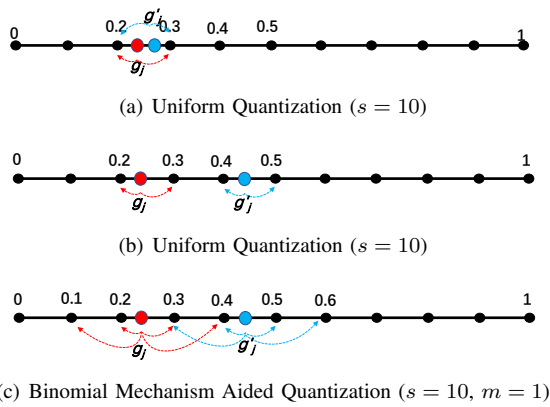 0 0.2 g'j 0.3 0.4 0.5 1
gj
(a) Uniform Quantization (s = 10)
0 0.2 0.3 0.4 0.5 1
gj g'j
(b) Uniform Quantization (s = 10)
0 0.1 0.2 0.3 0.4 0.5 0.6 1
gj g'j
(c) Binomial Mechanism Aided Quantization (s = 10, m = 1)